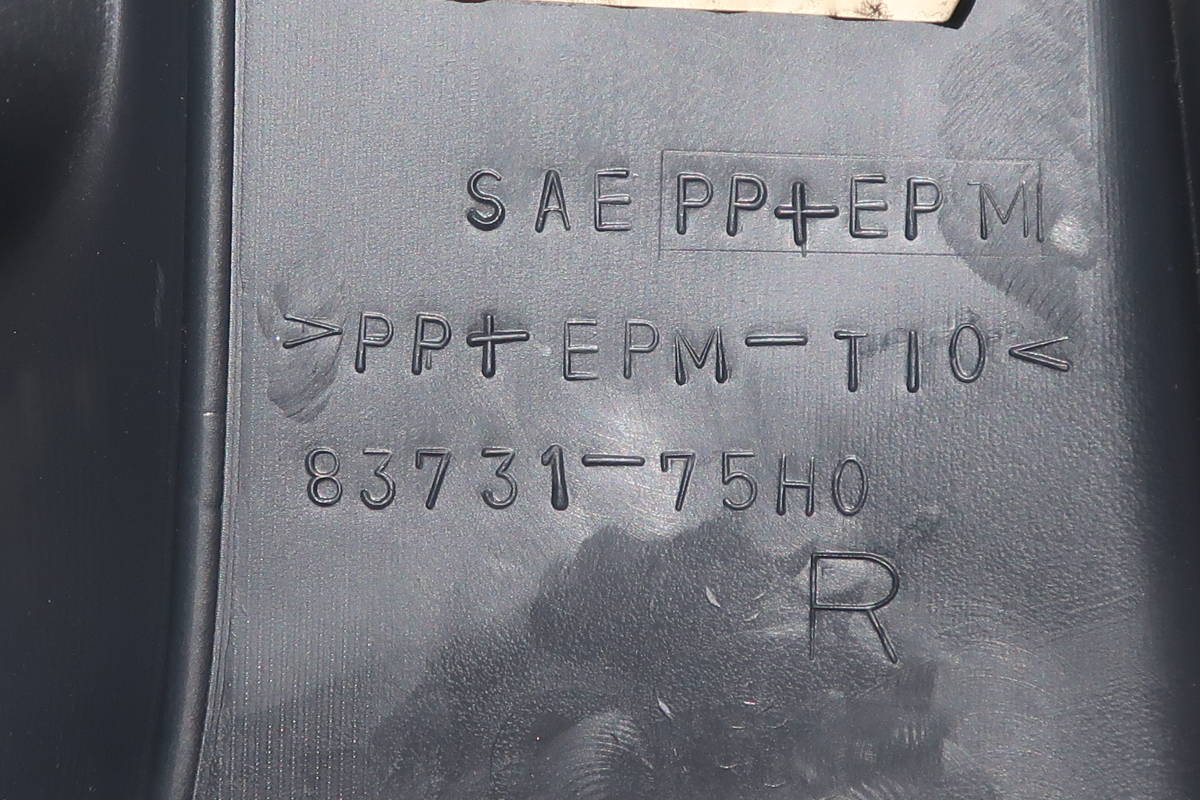 SAE PP+EPM
>PP+EPM-T10<
83731-75H0
R